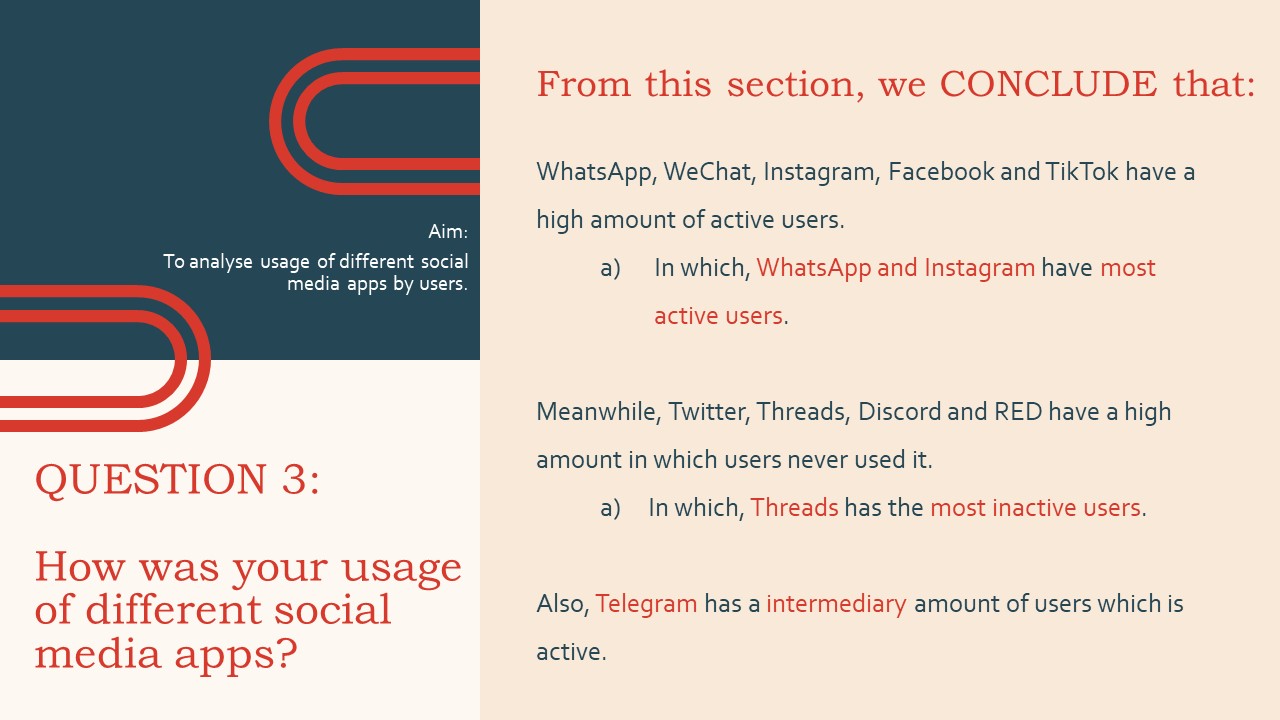 Aim:
To analyse usage of different social
media apps by users.
QUESTION 3:
How was your usage
of different social
media apps?
From this section, we CONCLUDE that:
WhatsApp, WeChat, Instagram, Facebook and TikTok have a
high amount of active users.
a) In which, WhatsApp and Instagram have most
active users.
Meanwhile, Twitter, Threads, Discord and RED have a high
amount in which users never used it.
a) In which, Threads has the most inactive users.
Also, Telegram has a intermediary amount of users which is
active.